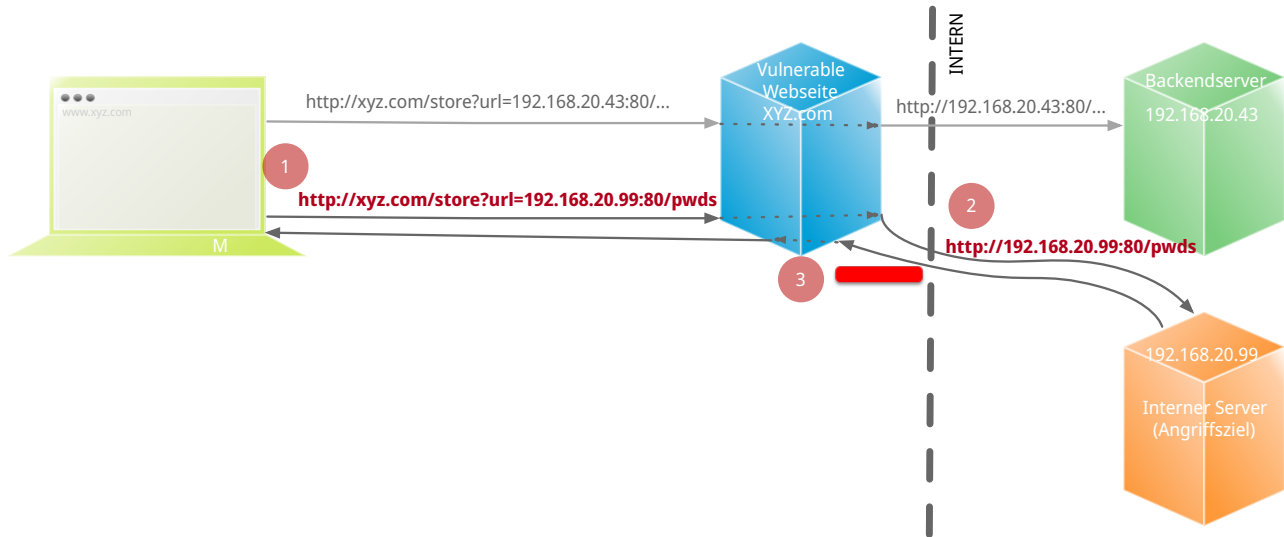 INTERN
Vulnerable
Webseite
XYZ.com
Backendserver
192.168.20.43
http://xyz.com/store?url=192.168.20.43:80/...
http://192.168.20.43:80/...
www.xyz.com
1
http://xyz.com/store?url=192.168.20.99:80/pwds
2
http://192.168.20.99:80/pwds
M
3
192.168.20.99
Interner Server
(Angriffsziel)